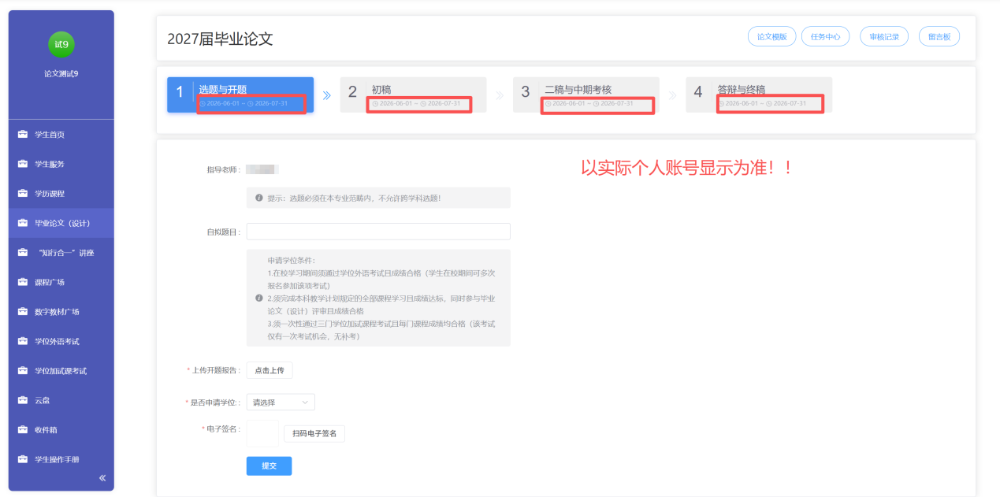 试9
论文测试9
学生首页
学生服务
学历课程
毕业论文（设计）
“知行合一”讲座
课程广场
数字教材广场
学位外语考试
学位加试课考试
云盘
收件箱
学生操作手册
2027届毕业论文
论文模版
任务中心
审核记录
留言板
1 选题与开题
2026-06-01 ~ 2026-07-31
2 初稿
2026-06-01 ~ 2026-07-31
3 二稿与中期考核
2026-06-01 ~ 2026-07-31
4 答辩与终稿
2026-06-01 ~ 2026-07-31
指导老师：
以实际个人账号显示为准！！
提示：选题必须在本专业范畴内，不允许跨学科选题！
自拟题目：
申请学位条件：
1.在校学习期间须通过学位外语考试且成绩合格（学生在校期间可多次
报名参加该项考试）
2.须完成本科教学计划规定的全部课程学习且成绩达标，同时参与毕业
论文（设计）评审且成绩合格
3.须一次性通过三门学位加试课程考试且每门课程成绩均合格（该考试
仅有一次考试机会，无补考）
* 上传开题报告： 点击上传
* 是否申请学位:： 请选择
* 电子签名： 扫码电子签名
提交